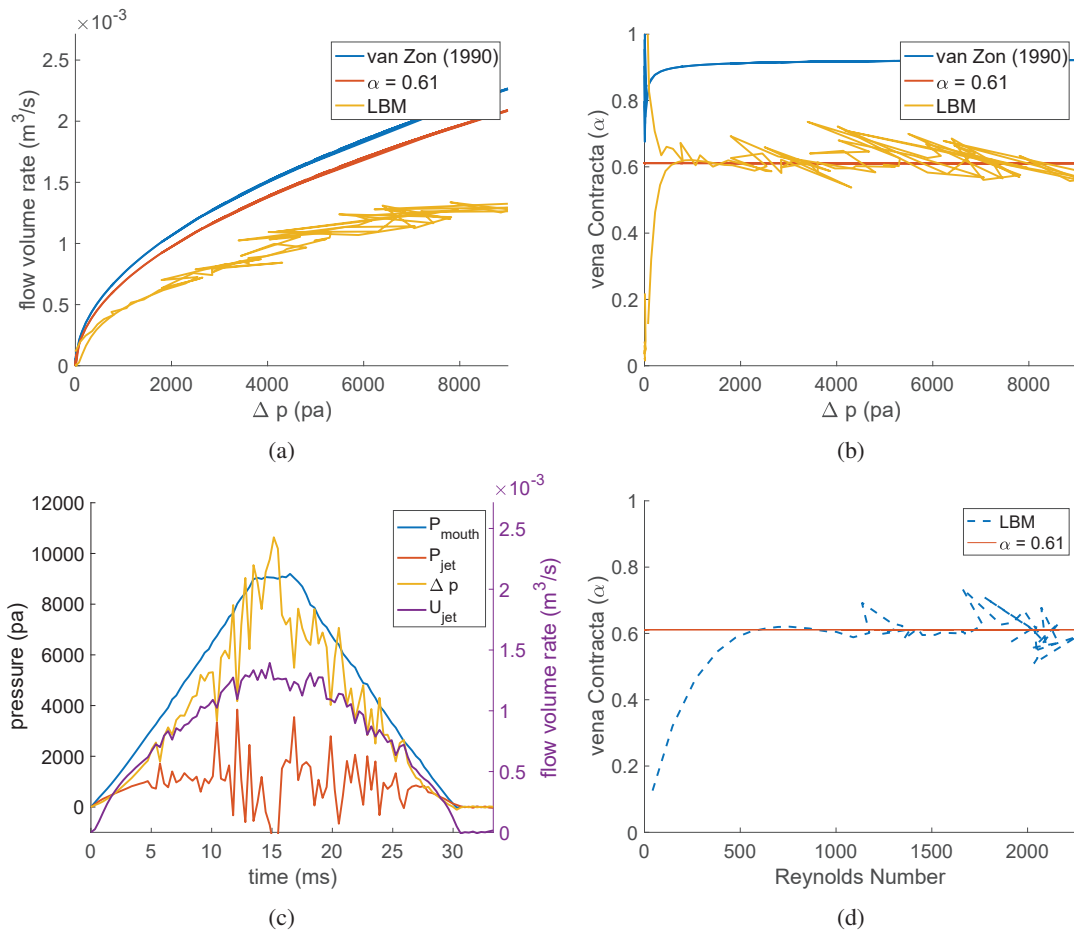 ×10⁻³
2.5
2
1.5
1
0.5
0
0 2000 4000 6000 8000
flow volume rate (m³/s)
Δ p (pa)
van Zon (1990)
α = 0.61
LBM
(a)
1
0.8
0.6
0.4
0.2
0
0 2000 4000 6000 8000
vena Contracta (α)
Δ p (pa)
van Zon (1990)
α = 0.61
LBM
(b)
12000
10000
8000
6000
4000
2000
0
pressure (pa)
0 5 10 15 20 25 30
time (ms)
×10⁻³
2.5
2
1.5
1
0.5
0
flow volume rate (m³/s)
P_mouth
P_jet
Δ p
U_jet
(c)
1
0.8
0.6
0.4
0.2
0
0 500 1000 1500 2000
vena Contracta (α)
Reynolds Number
LBM
α = 0.61
(d)